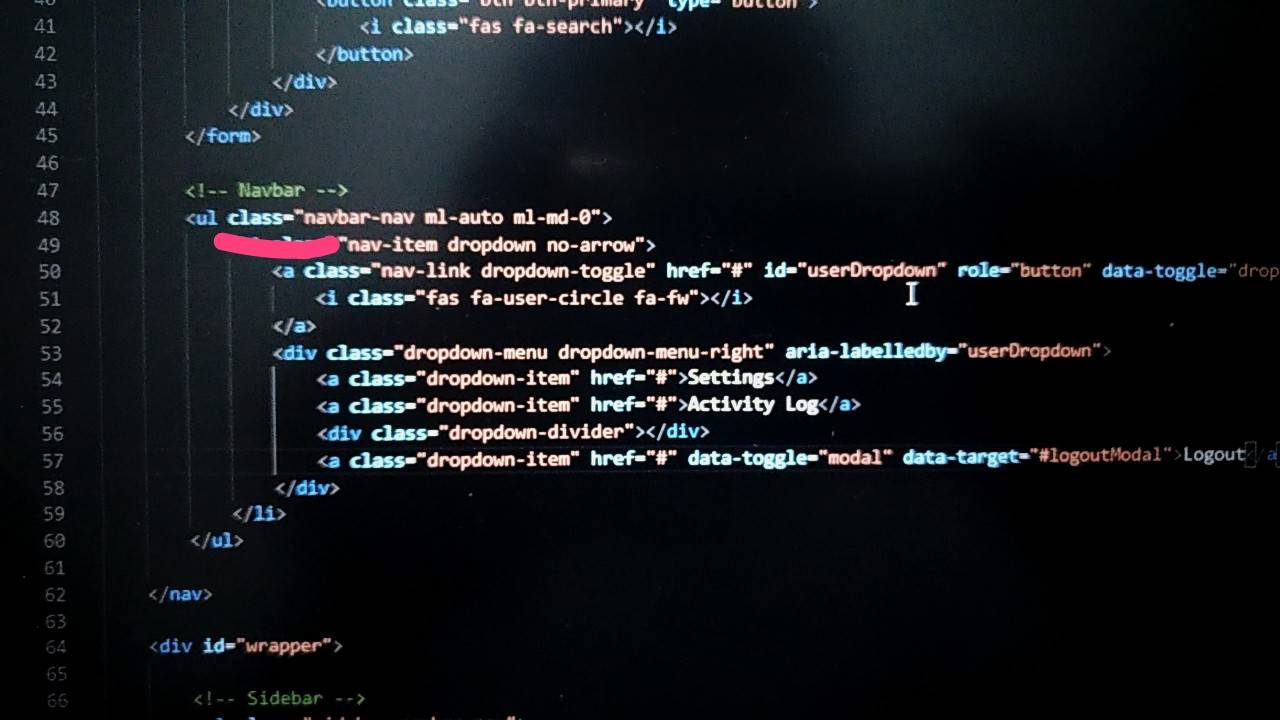 40 <button class="btn btn-primary" type="button">
41 <i class="fas fa-search"></i>
42 </button>
43 </div>
44 </div>
45 </form>
46
47 <!-- Navbar -->
48 <ul class="navbar-nav ml-auto ml-md-0">
49 "nav-item dropdown no-arrow">
50 <a class="nav-link dropdown-toggle" href="#" id="userDropdown" role="button" data-toggle="drop
51 <i class="fas fa-user-circle fa-fw"></i>
52 </a>
53 <div class="dropdown-menu dropdown-menu-right" aria-labelledby="userDropdown">
54 <a class="dropdown-item" href="#">Settings</a>
55 <a class="dropdown-item" href="#">Activity Log</a>
56 <div class="dropdown-divider"></div>
57 <a class="dropdown-item" href="#" data-toggle="modal" data-target="#logoutModal">Logout</a
58 </div>
59 </li>
60 </ul>
61
62 </nav>
63
64 <div id="wrapper">
65
66 <!-- Sidebar -->